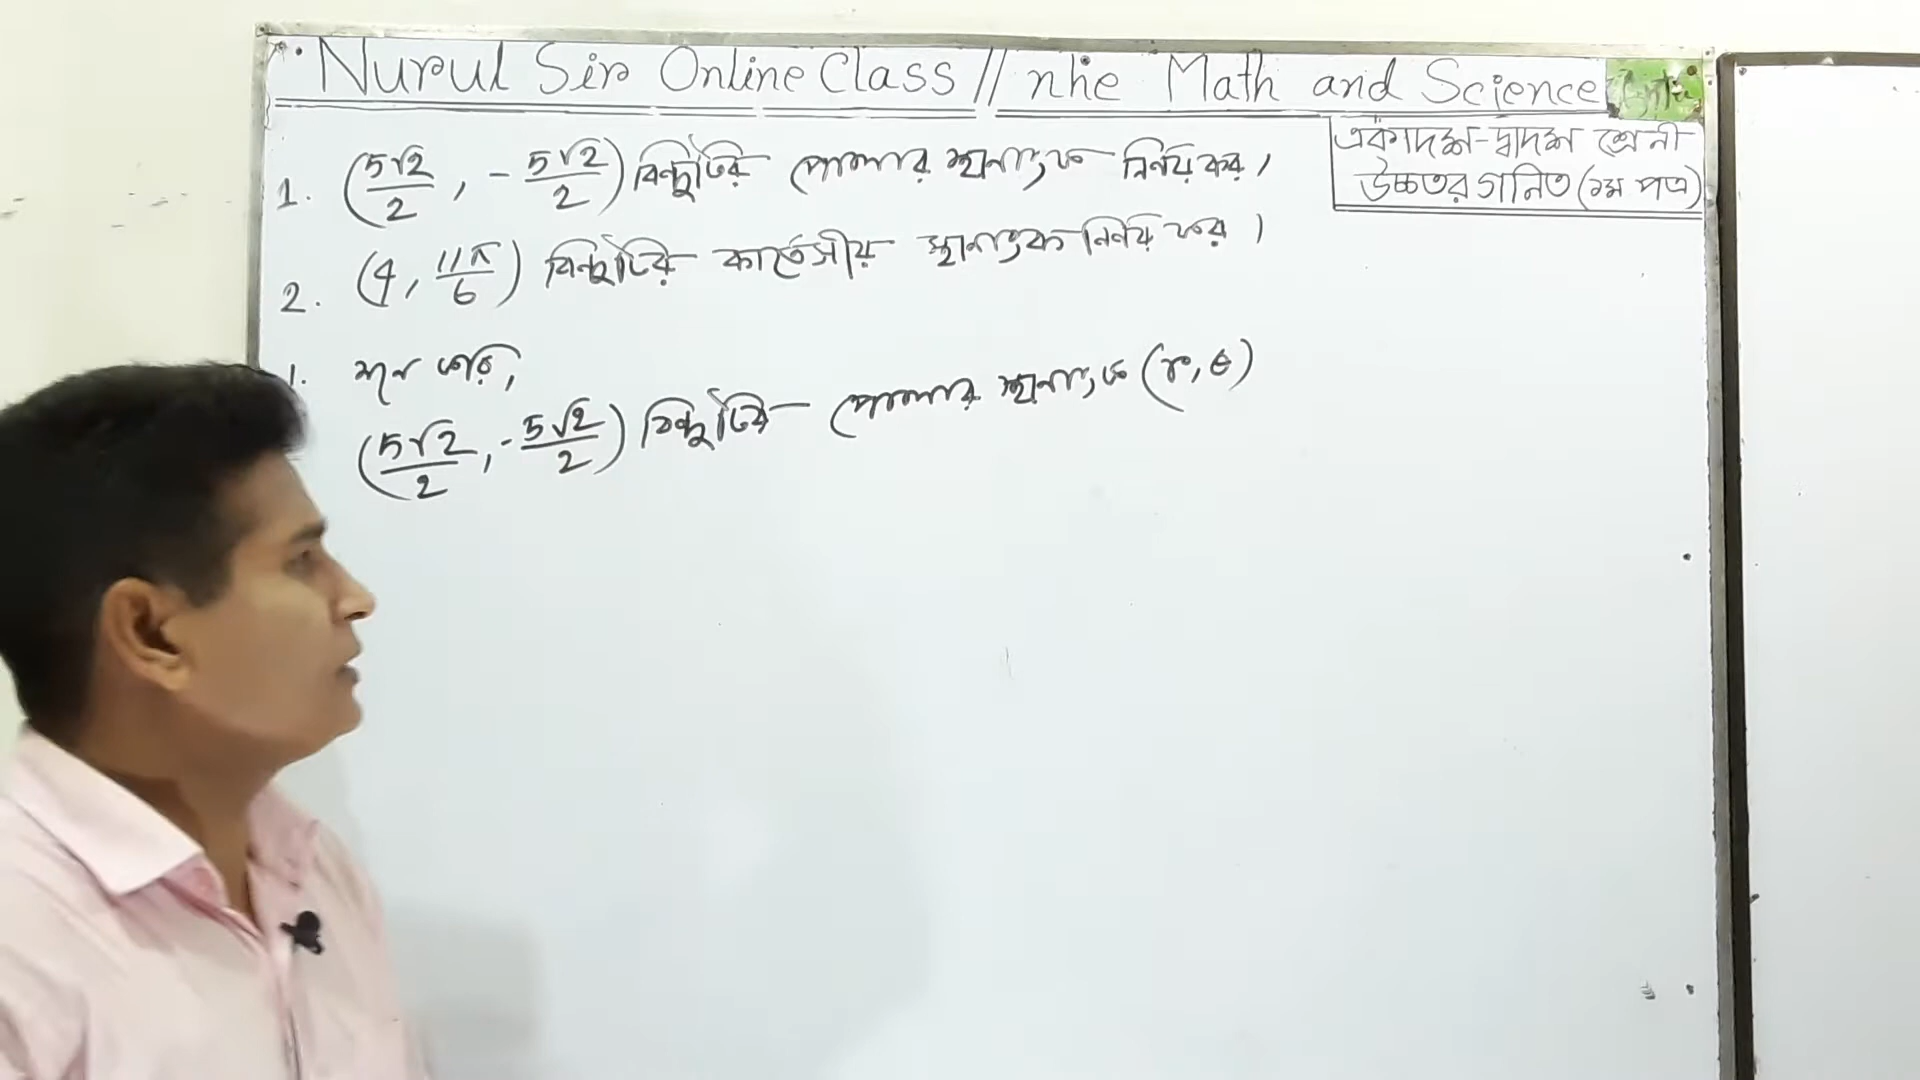 Nurul Sir Online Class // nhe Math and Science
একাদশ-দ্বাদশ শ্রেনী
উচ্চতর গনিত (১ম পত্র)
1. (5√2/2, -5√2/2) বিন্দুটির পোলার স্থানাংক নির্ণয় কর।
2. (4, 11π/6) বিন্দুটির কার্তেসীয় স্থানাংক নির্ণয় কর।
1. মনে করি,
(5√2/2, -5√2/2) বিন্দুটির পোলার স্থানাংক (r, θ)